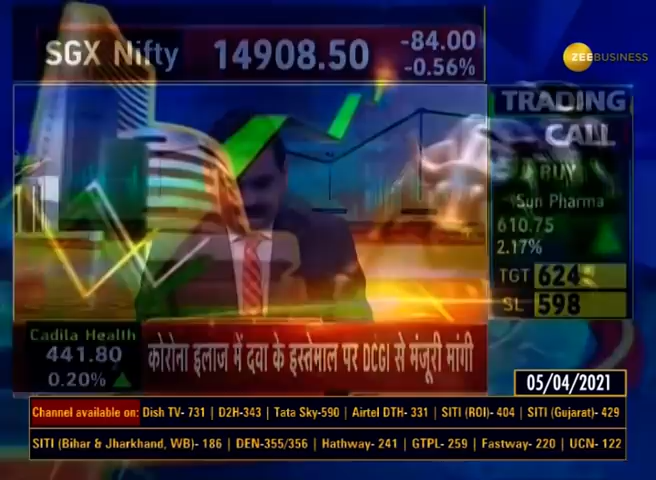 SGX Nifty 14908.50 -84.00
-0.56%
ZEE BUSINESS
TRADING
CALL
BUY
Sun Pharma
610.75
2.17%
TGT 624
SL 598
Cadila Health
441.80
0.20%
कोरोना इलाज में दवा के इस्तेमाल पर DCGI से मंजूरी मांगी
05/04/2021
Channel available on: Dish TV- 731 | D2H-343 | Tata Sky-590 | Airtel DTH- 331 | SITI (ROI)- 404 | SITI (Gujarat)- 429
SITI (Bihar & Jharkhand, WB)- 186 | DEN-355/356 | Hathway- 241 | GTPL- 259 | Fastway- 220 | UCN- 122